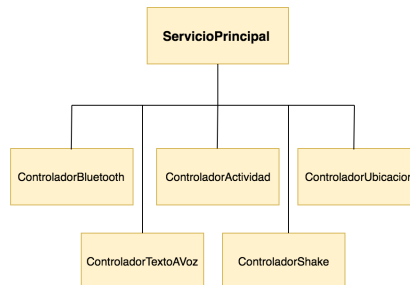 ServicioPrincipal
ControladorBluetooth
ControladorActividad
ControladorUbicacion
ControladorTextoAVoz
ControladorShake